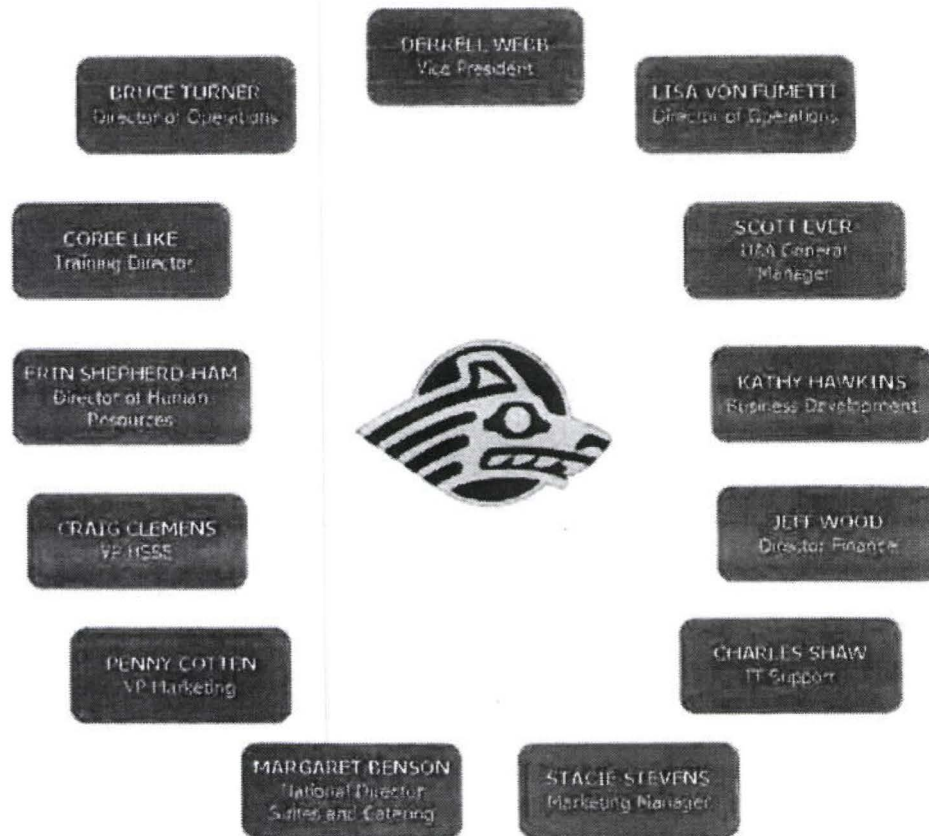 DERRELL WEBB
Vice President
BRUCE TURNER
Director of Operations
LISA VON FUMETTI
Director of Operations
COREE LIKE
Training Director
SCOTT EVER
General
Manager
ERIN SHEPHERD-HAM
Director of Human
Resources
KATHY HAWKINS
Business Development
CRAIG CLEMENS
VP HSSE
JEFF WOOD
Director Finance
PENNY COTTEN
VP Marketing
CHARLES SHAW
IT Support
MARGARET BENSON
National Director
Suites and Catering
STACIE STEVENS
Marketing Manager